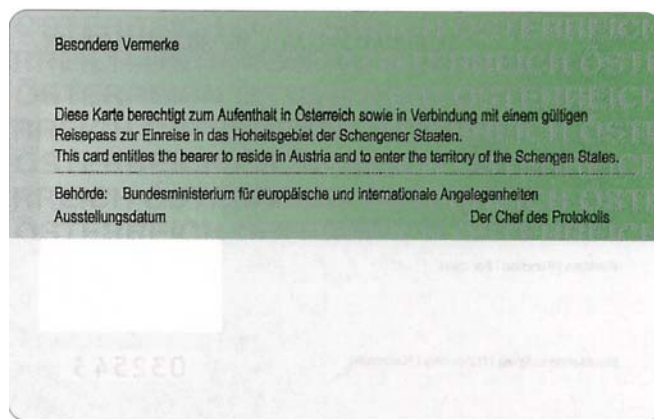 Besondere Vermerke
Diese Karte berechtigt zum Aufenthalt in Österreich sowie in Verbindung mit einem gültigen
Reisepass zur Einreise in das Hoheitsgebiet der Schengener Staaten.
This card entitles the bearer to reside in Austria and to enter the territory of the Schengen States.
Behörde: Bundesministerium für europäische und internationale Angelegenheiten
Ausstellungsdatum Der Chef des Protokolls
032543